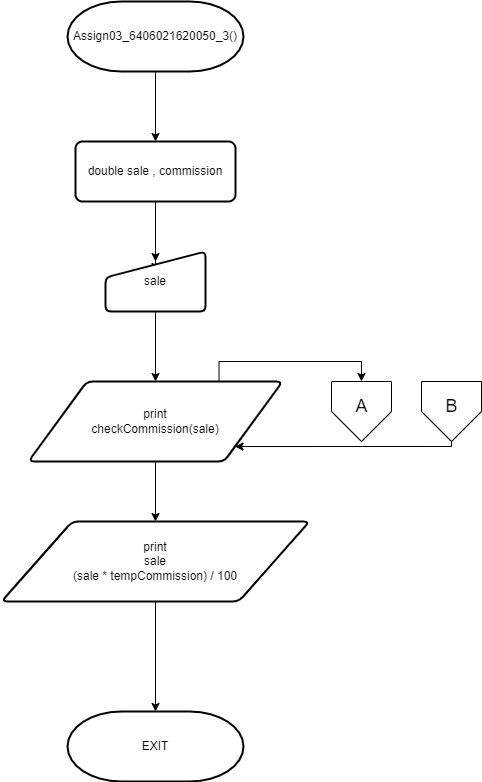 Assign03_6406021620050_3()
double sale , commission
sale
print
checkCommission(sale)
A
B
print
sale
(sale * tempCommission) / 100
EXIT